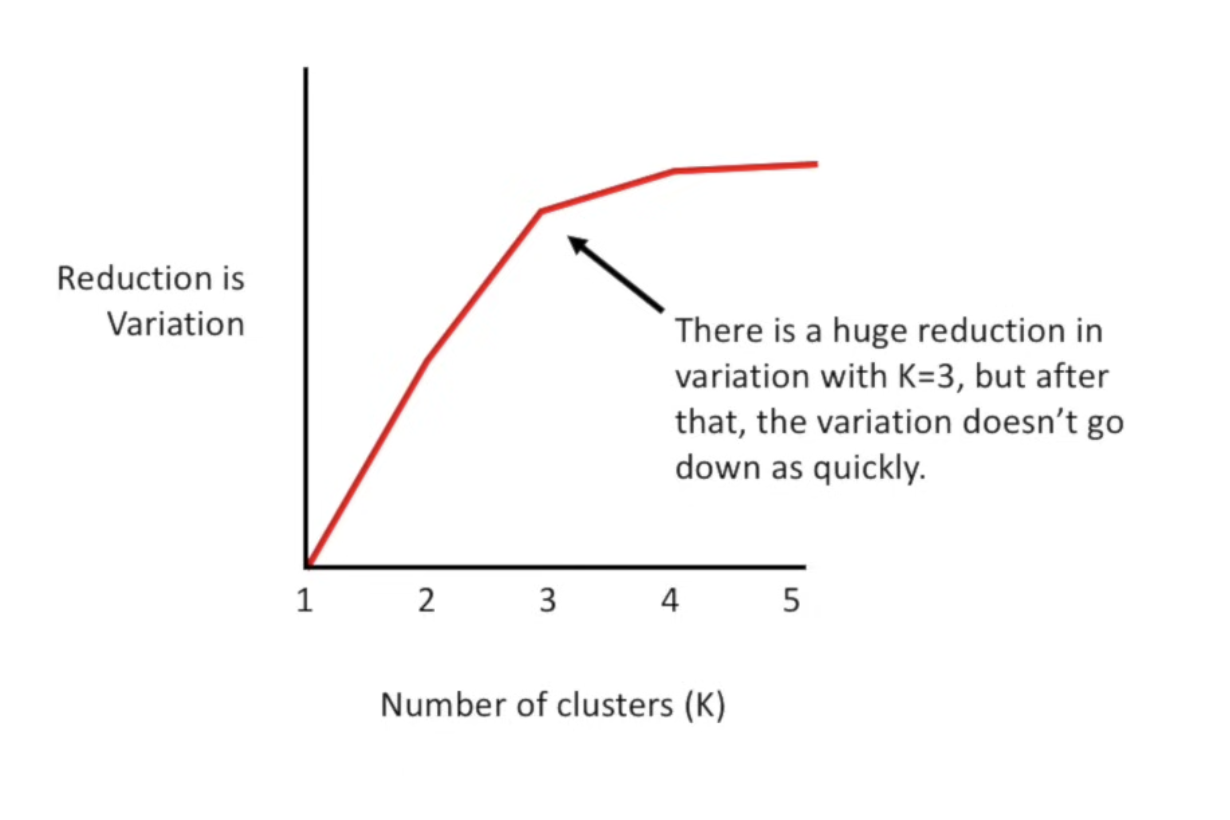 Reduction is
Variation
There is a huge reduction in
variation with K=3, but after
that, the variation doesn’t go
down as quickly.
1 2 3 4 5
Number of clusters (K)